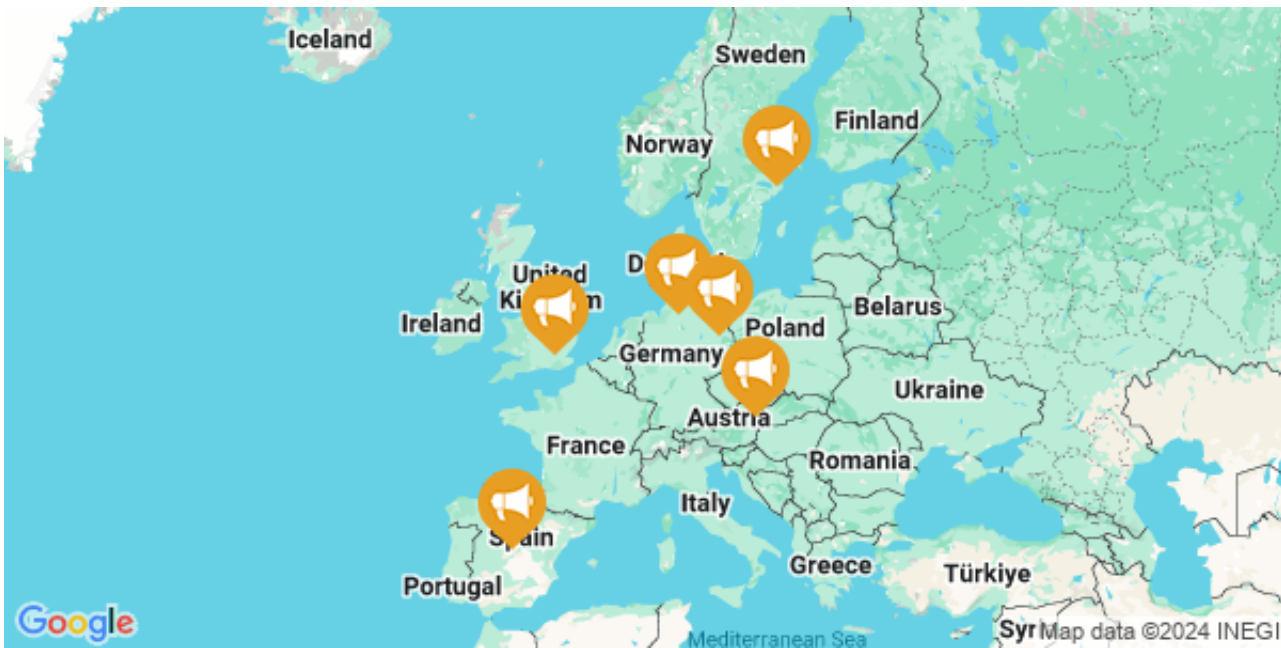 Iceland
Sweden
Finland
Norway
United
Kingdom
Ireland
Belarus
Poland
Germany
Ukraine
Austria
France
Romania
Italy
Spain
Greece
Türkiye
Portugal
Google
Mediterranean Sea
Map data ©2024 INEGI